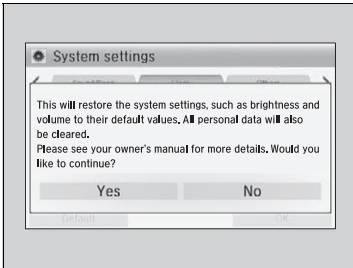 System settings
This will restore the system settings, such as brightness and
volume to their default values. All personal data will also
be cleared.
Please see your owner's manual for more details. Would you
like to continue?
Yes No
Default OK